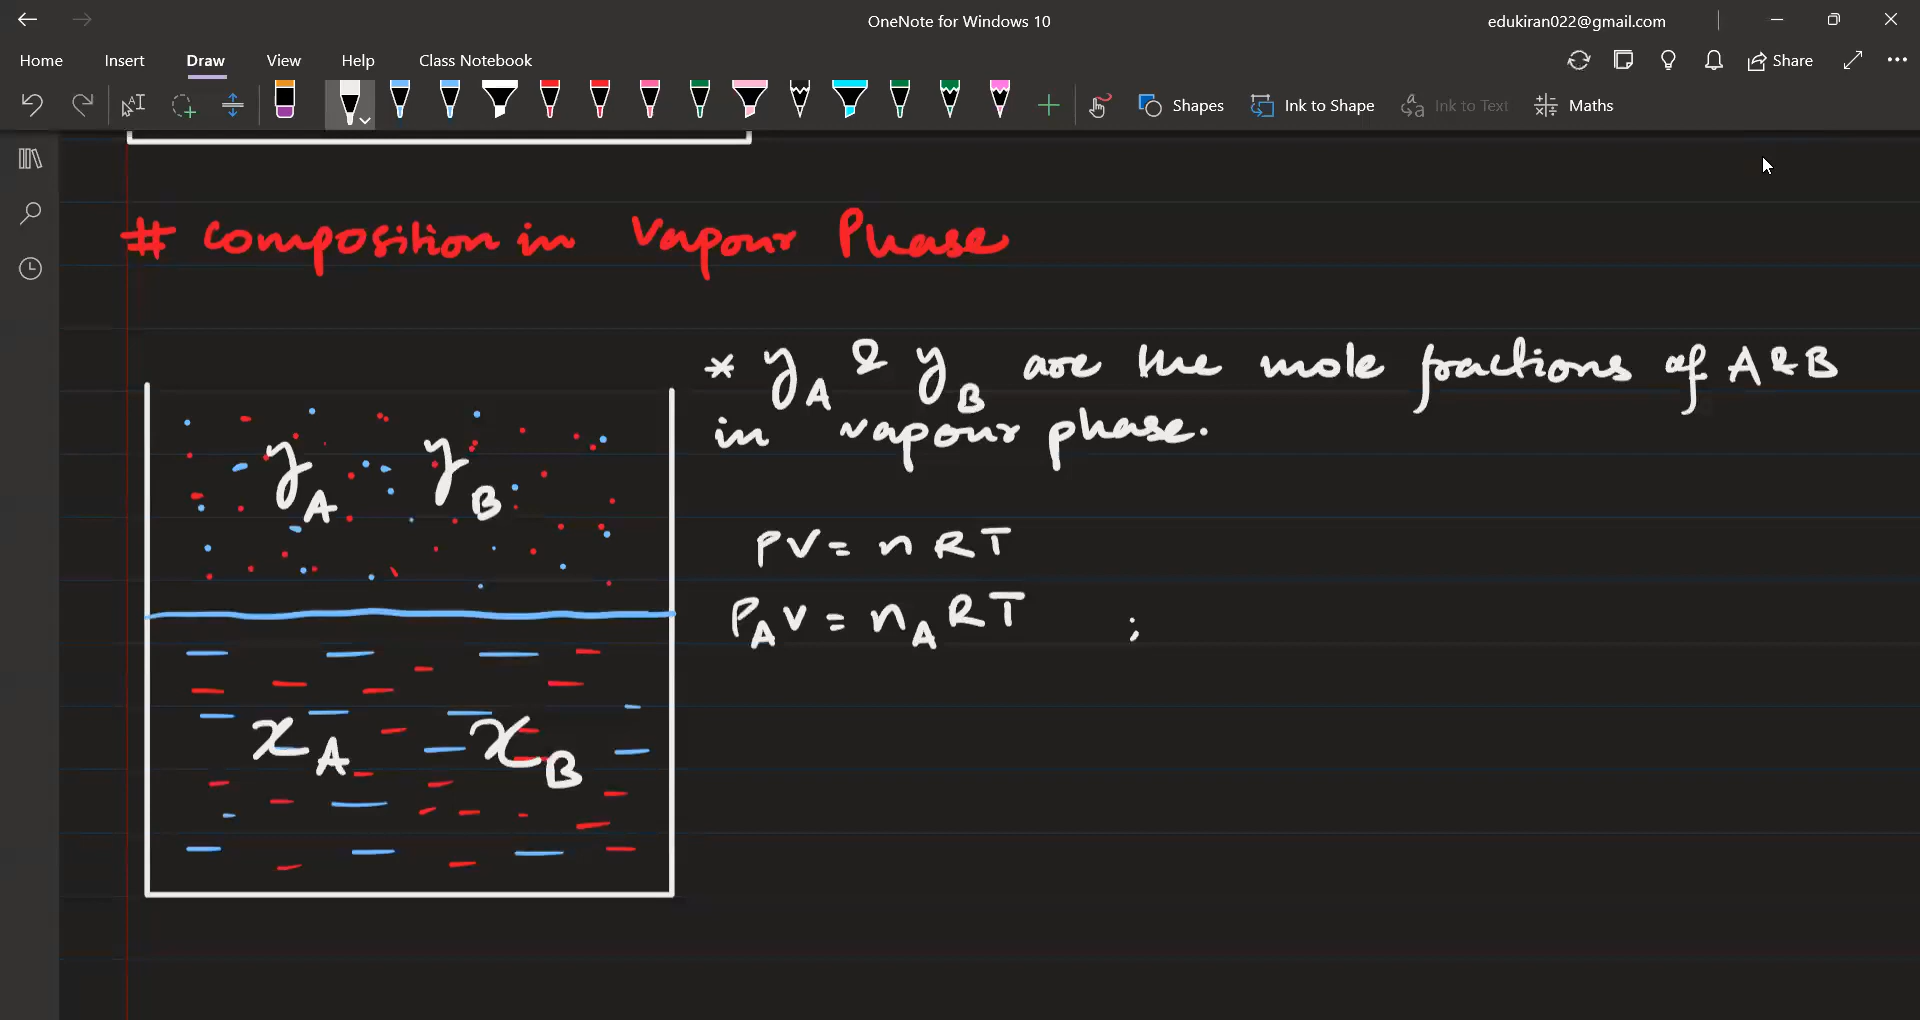 OneNote for Windows 10
edukiran022@gmail.com
Home Insert Draw View Help Class Notebook
Share
Shapes Ink to Shape Ink to Text Maths
# Composition in Vapour Phase
* yA & yB are the mole fractions of A & B
in vapour phase.
yA yB
PV = nRT
PAV = nART ;
xA xB